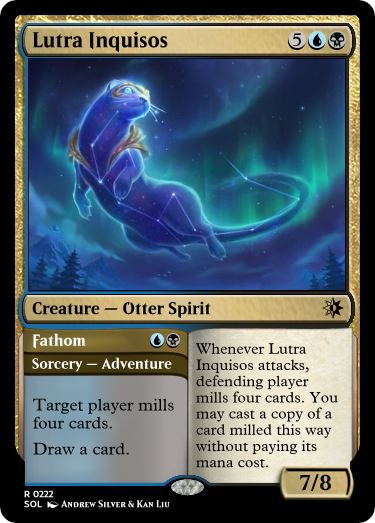 Lutra Inquisos 5
Creature — Otter Spirit
Fathom
Sorcery — Adventure
Target player mills
four cards.
Draw a card.
Whenever Lutra
Inquisos attacks,
defending player
mills four cards. You
may cast a copy of a
card milled this way
without paying its
mana cost.
7/8
R 0222
SOL Andrew Silver & Kan Liu